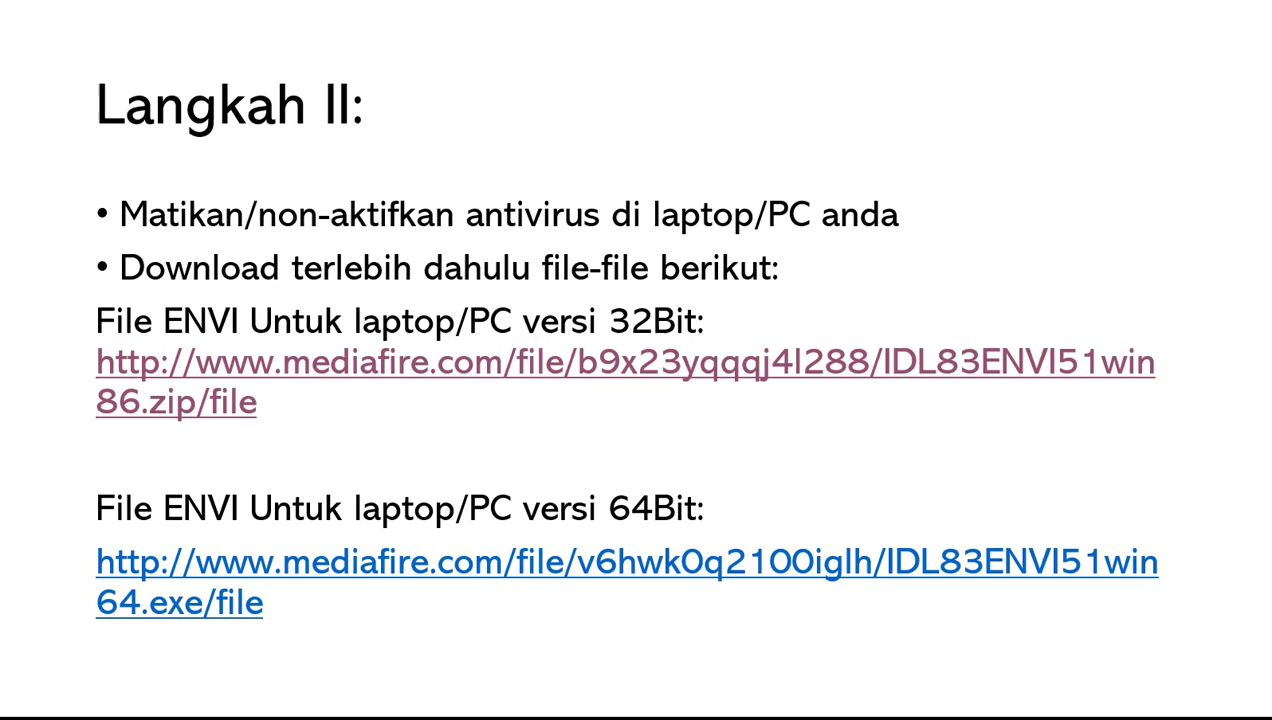 Langkah II:
• Matikan/non-aktifkan antivirus di laptop/PC anda
• Download terlebih dahulu file-file berikut:
File ENVI Untuk laptop/PC versi 32Bit:
http://www.mediafire.com/file/b9x23yqqqj4l288/IDL83ENVI51win
86.zip/file
File ENVI Untuk laptop/PC versi 64Bit:
http://www.mediafire.com/file/v6hwk0q2100iglh/IDL83ENVI51win
64.exe/file